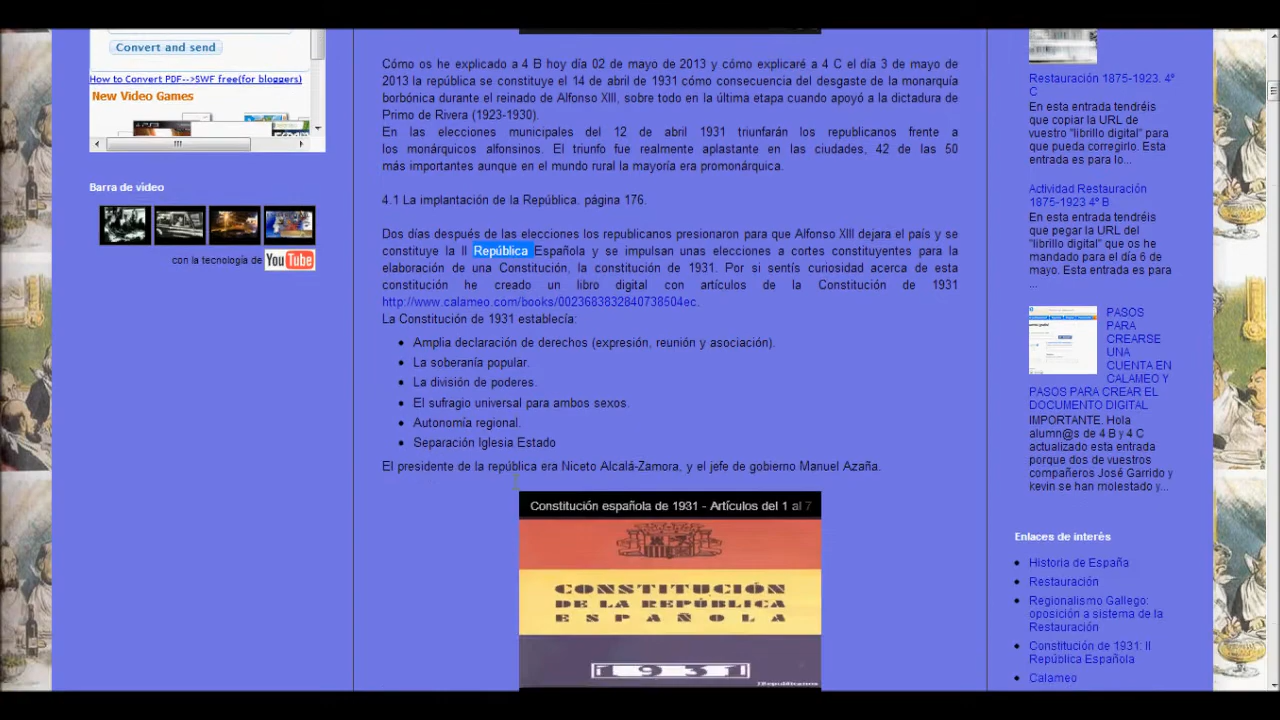 Convert and send
How to Convert PDF-->SWF free(for bloggers)
New Video Games
Barra de vídeo
con la tecnología de YouTube
Cómo os he explicado a 4 B hoy día 02 de mayo de 2013 y cómo explicaré a 4 C el día 3 de mayo de
2013 la república se constituye el 14 de abril de 1931 cómo consecuencia del desgaste de la monarquía
borbónica durante el reinado de Alfonso XIII, sobre todo en la última etapa cuando apoyó a la dictadura de
Primo de Rivera (1923-1930).
En las elecciones municipales del 12 de abril 1931 triunfarán los republicanos frente a
los monárquicos alfonsinos. El triunfo fue realmente aplastante en las ciudades, 42 de las 50
más importantes aunque en el mundo rural la mayoría era promonárquica.
4.1 La implantación de la República. página 176.
Dos días después de las elecciones los republicanos presionaron para que Alfonso XIII dejara el país y se
constituye la II República Española y se impulsan unas elecciones a cortes constituyentes para la
elaboración de una Constitución, la constitución de 1931. Por si sentís curiosidad acerca de esta
constitución he creado un libro digital con artículos de la Constitución de 1931
http://www.calameo.com/books/0023683832840738504ec.
La Constitución de 1931 establecía:
Amplia declaración de derechos (expresión, reunión y asociación).
La soberanía popular.
La división de poderes.
El sufragio universal para ambos sexos.
Autonomía regional.
Separación Iglesia Estado
El presidente de la república era Niceto Alcalá-Zamora, y el jefe de gobierno Manuel Azaña.
Constitución española de 1931 - Artículos del 1 al 7
CONSTITUCIÓN
DE LA REPÚBLICA
ESPAÑOLA
1931
Restauración 1875-1923. 4º
C
En esta entrada tendréis
que copiar la URL de
vuestro "librillo digital" para
que pueda corregirlo. Esta
entrada es para lo...
Actividad Restauración
1875-1923 4º B
En esta entrada tendréis
que pegar la URL del
"librillo digital" que os he
mandado para el día 6 de
mayo. Esta entrada es para
...
PASOS
PARA
CREARSE
UNA
CUENTA EN
CALAMEO Y
PASOS PARA CREAR EL
DOCUMENTO DIGITAL
IMPORTANTE. Hola
alumn@s de 4 B y 4 C
actualizado esta entrada
porque dos de vuestros
compañeros José Garrido y
kevin se han molestado y...
Enlaces de interés
Historia de España
Restauración
Regionalismo Gallego:
oposición a sistema de la
Restauración
Constitución de 1931: II
República Española
Calameo